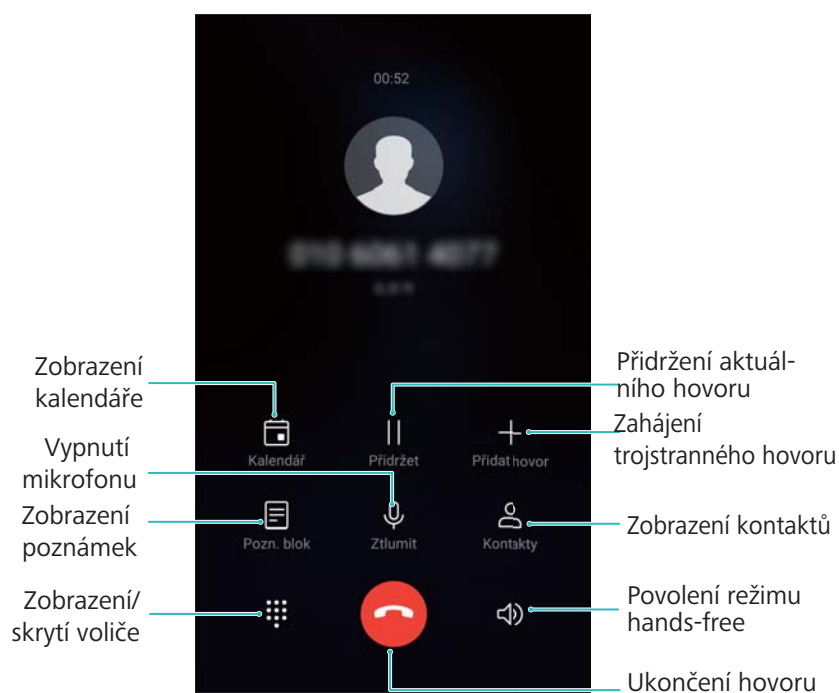 00:52
Zobrazení
kalendáře
Vypnutí
mikrofonu
Zobrazení
poznámek
Zobrazení/
skrytí voliče
Kalendář
Přidržet
Přidat hovor
Pozn. blok
Ztlumit
Kontakty
Přidržení aktuál-
ního hovoru
Zahájení
trojstranného hovoru
Zobrazení kontaktů
Povolení režimu
hands-free
Ukončení hovoru